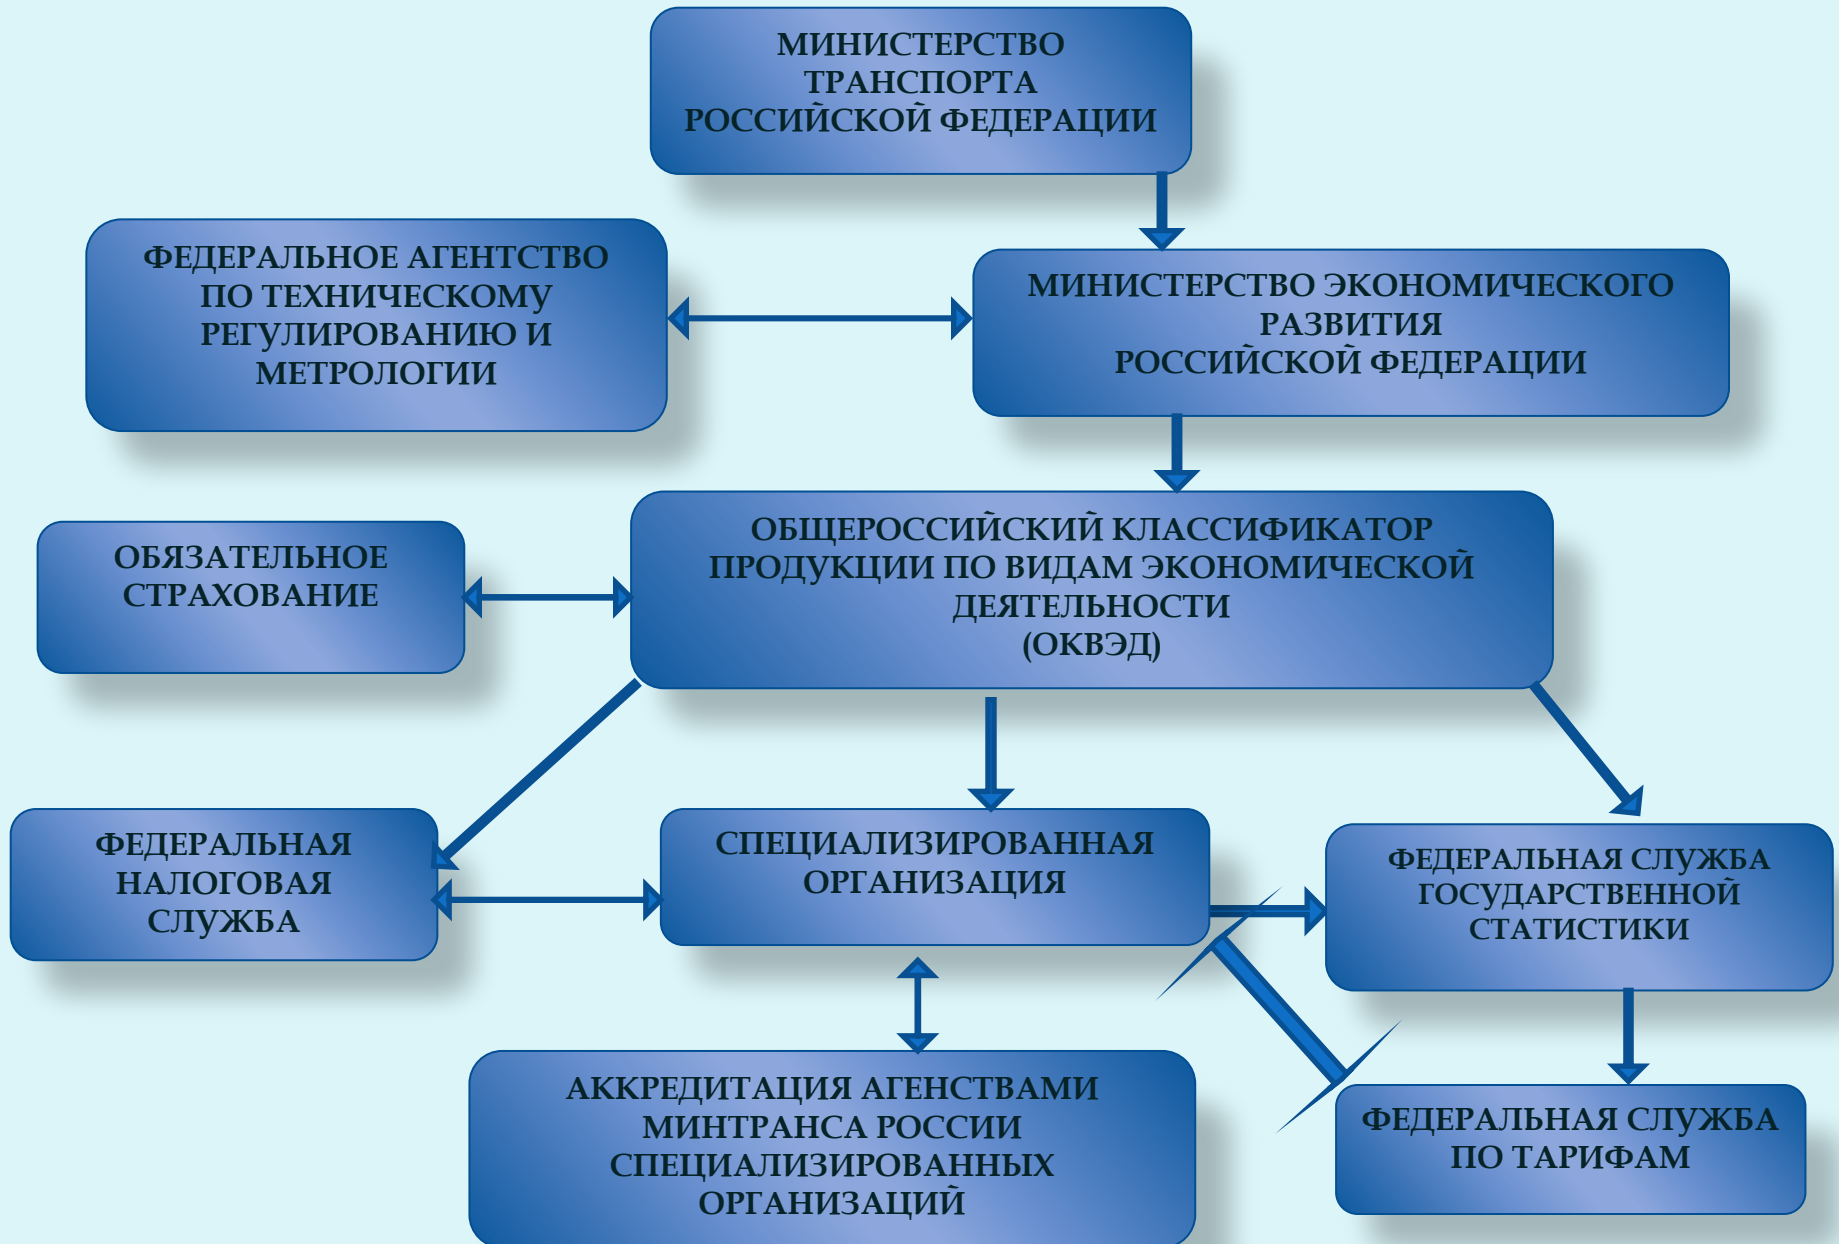 МИНИСТЕРСТВО
ТРАНСПОРТА
РОССИЙСКОЙ ФЕДЕРАЦИИ
ФЕДЕРАЛЬНОЕ АГЕНТСТВО
ПО ТЕХНИЧЕСКОМУ
РЕГУЛИРОВАНИЮ И
МЕТРОЛОГИИ
МИНИСТЕРСТВО ЭКОНОМИЧЕСКОГО
РАЗВИТИЯ
РОССИЙСКОЙ ФЕДЕРАЦИИ
ОБЯЗАТЕЛЬНОЕ
СТРАХОВАНИЕ
ОБЩЕРОССИЙСКИЙ КЛАССИФИКАТОР
ПРОДУКЦИИ ПО ВИДАМ ЭКОНОМИЧЕСКОЙ
ДЕЯТЕЛЬНОСТИ
(ОКВЭД)
ФЕДЕРАЛЬНАЯ
НАЛОГОВАЯ
СЛУЖБА
СПЕЦИАЛИЗИРОВАННАЯ
ОРГАНИЗАЦИЯ
ФЕДЕРАЛЬНАЯ СЛУЖБА
ГОСУДАРСТВЕННОЙ
СТАТИСТИКИ
АККРЕДИТАЦИЯ АГЕНСТВАМИ
МИНТРАНСА РОССИИ
СПЕЦИАЛИЗИРОВАННЫХ
ОРГАНИЗАЦИЙ
ФЕДЕРАЛЬНАЯ СЛУЖБА
ПО ТАРИФАМ